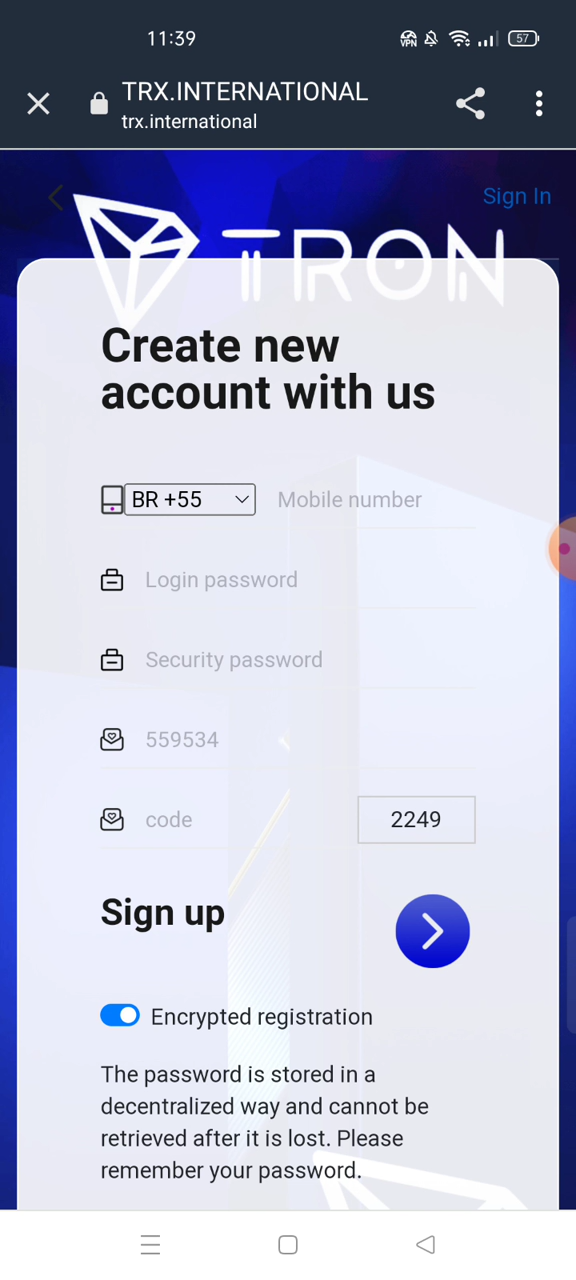 11:39
VPN
57
TRX.INTERNATIONAL
trx.international
Sign In
TRON
Create new
account with us
BR +55
Mobile number
Login password
Security password
559534
code
2249
Sign up
Encrypted registration
The password is stored in a
decentralized way and cannot be
retrieved after it is lost. Please
remember your password.